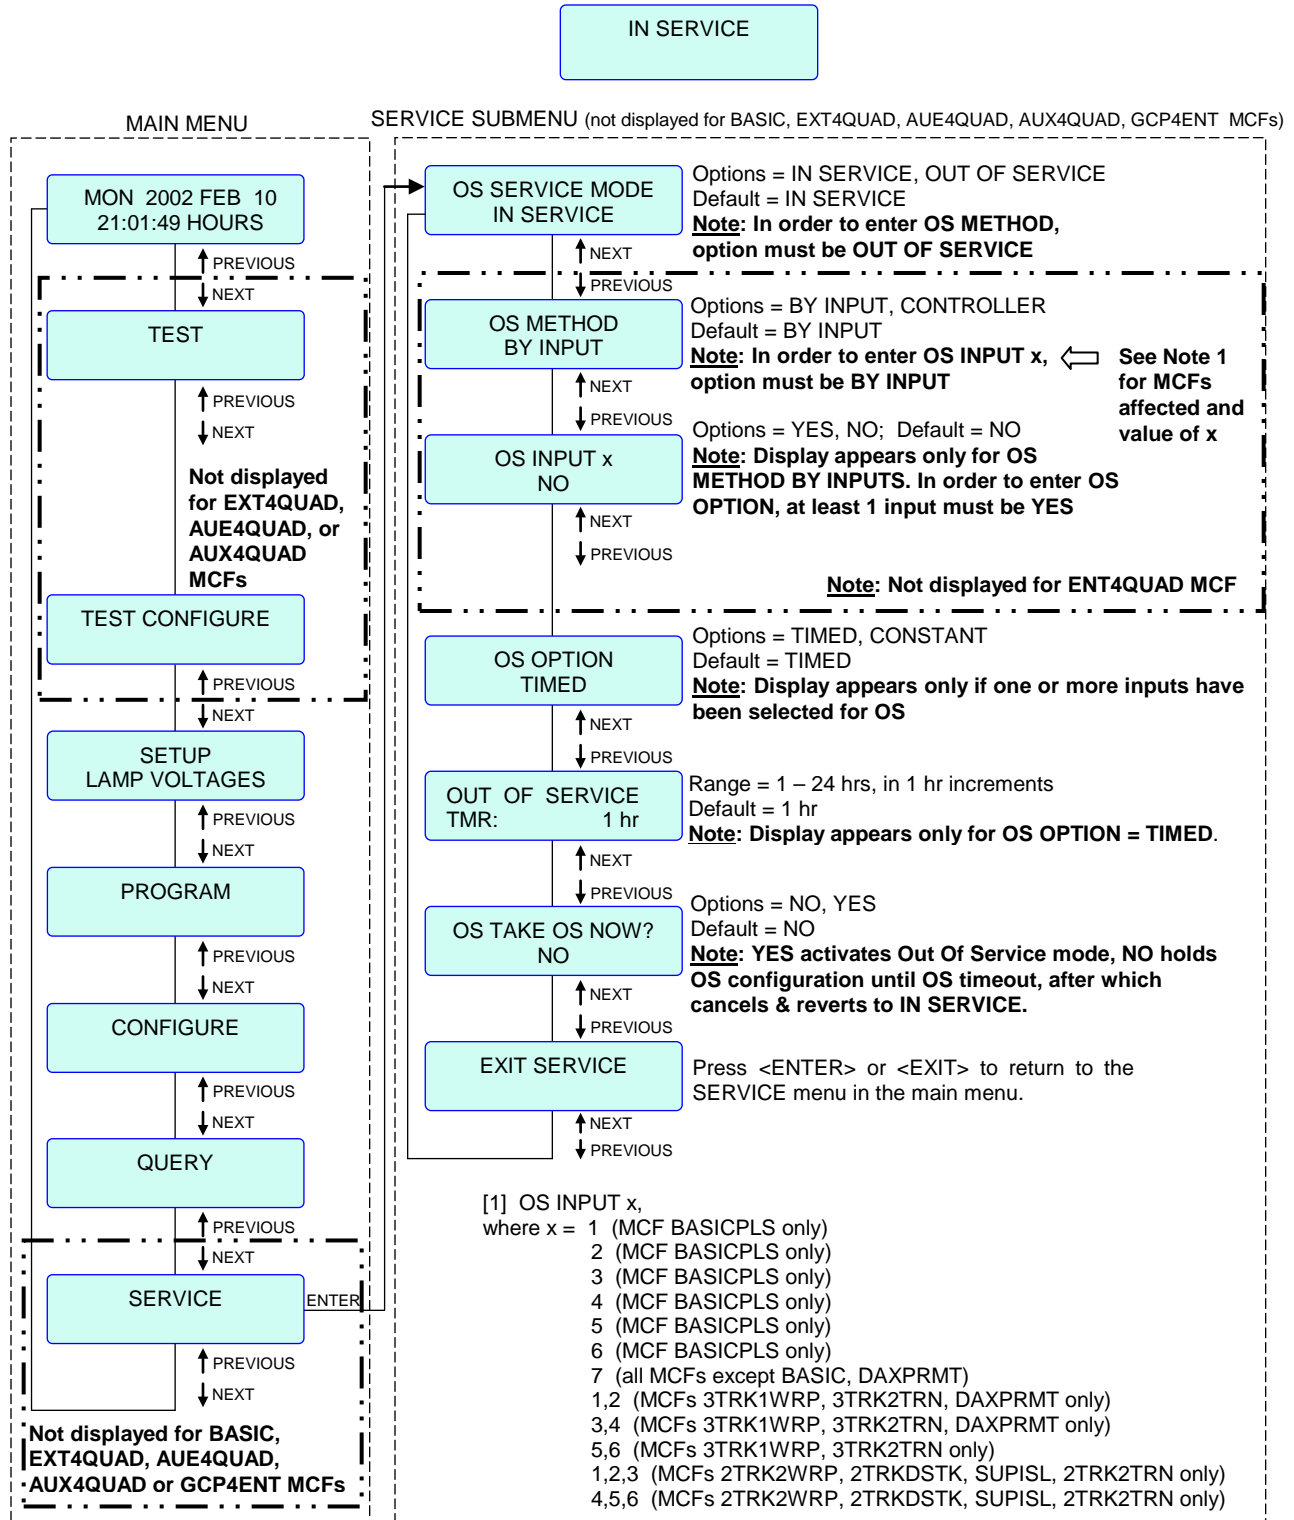 IN SERVICE
MAIN MENU
MON 2002 FEB 10
21:01:49 HOURS
PREVIOUS
NEXT
TEST
PREVIOUS
NEXT
Not displayed
for EXT4QUAD,
AUE4QUAD, or
AUX4QUAD
MCFs
TEST CONFIGURE
PREVIOUS
NEXT
SETUP
LAMP VOLTAGES
PREVIOUS
NEXT
PROGRAM
PREVIOUS
NEXT
CONFIGURE
PREVIOUS
NEXT
QUERY
PREVIOUS
NEXT
SERVICE
ENTER
PREVIOUS
NEXT
Not displayed for BASIC,
EXT4QUAD, AUE4QUAD,
AUX4QUAD or GCP4ENT MCFs
SERVICE SUBMENU (not displayed for BASIC, EXT4QUAD, AUE4QUAD, AUX4QUAD, GCP4ENT MCFs)
OS SERVICE MODE
IN SERVICE
Options = IN SERVICE, OUT OF SERVICE
Default = IN SERVICE
Note: In order to enter OS METHOD,
option must be OUT OF SERVICE
NEXT
PREVIOUS
OS METHOD
BY INPUT
Options = BY INPUT, CONTROLLER
Default = BY INPUT
Note: In order to enter OS INPUT x,
option must be BY INPUT
See Note 1
for MCFs
affected and
value of x
NEXT
PREVIOUS
OS INPUT x
NO
Options = YES, NO; Default = NO
Note: Display appears only for OS
METHOD BY INPUTS. In order to enter OS
OPTION, at least 1 input must be YES
NEXT
PREVIOUS
Note: Not displayed for ENT4QUAD MCF
OS OPTION
TIMED
Options = TIMED, CONSTANT
Default = TIMED
Note: Display appears only if one or more inputs have
been selected for OS
NEXT
PREVIOUS
OUT OF SERVICE
TMR: 1 hr
Range = 1 – 24 hrs, in 1 hr increments
Default = 1 hr
Note: Display appears only for OS OPTION = TIMED.
NEXT
PREVIOUS
OS TAKE OS NOW?
NO
Options = NO, YES
Default = NO
Note: YES activates Out Of Service mode, NO holds
OS configuration until OS timeout, after which
cancels & reverts to IN SERVICE.
NEXT
PREVIOUS
EXIT SERVICE
Press <ENTER> or <EXIT> to return to the
SERVICE menu in the main menu.
NEXT
PREVIOUS
[1] OS INPUT x,
where x = 1 (MCF BASICPLS only)
2 (MCF BASICPLS only)
3 (MCF BASICPLS only)
4 (MCF BASICPLS only)
5 (MCF BASICPLS only)
6 (MCF BASICPLS only)
7 (all MCFs except BASIC, DAXPRMT)
1,2 (MCFs 3TRK1WRP, 3TRK2TRN, DAXPRMT only)
3,4 (MCFs 3TRK1WRP, 3TRK2TRN, DAXPRMT only)
5,6 (MCFs 3TRK1WRP, 3TRK2TRN only)
1,2,3 (MCFs 2TRK2WRP, 2TRKDSTK, SUPISL, 2TRK2TRN only)
4,5,6 (MCFs 2TRK2WRP, 2TRKDSTK, SUPISL, 2TRK2TRN only)